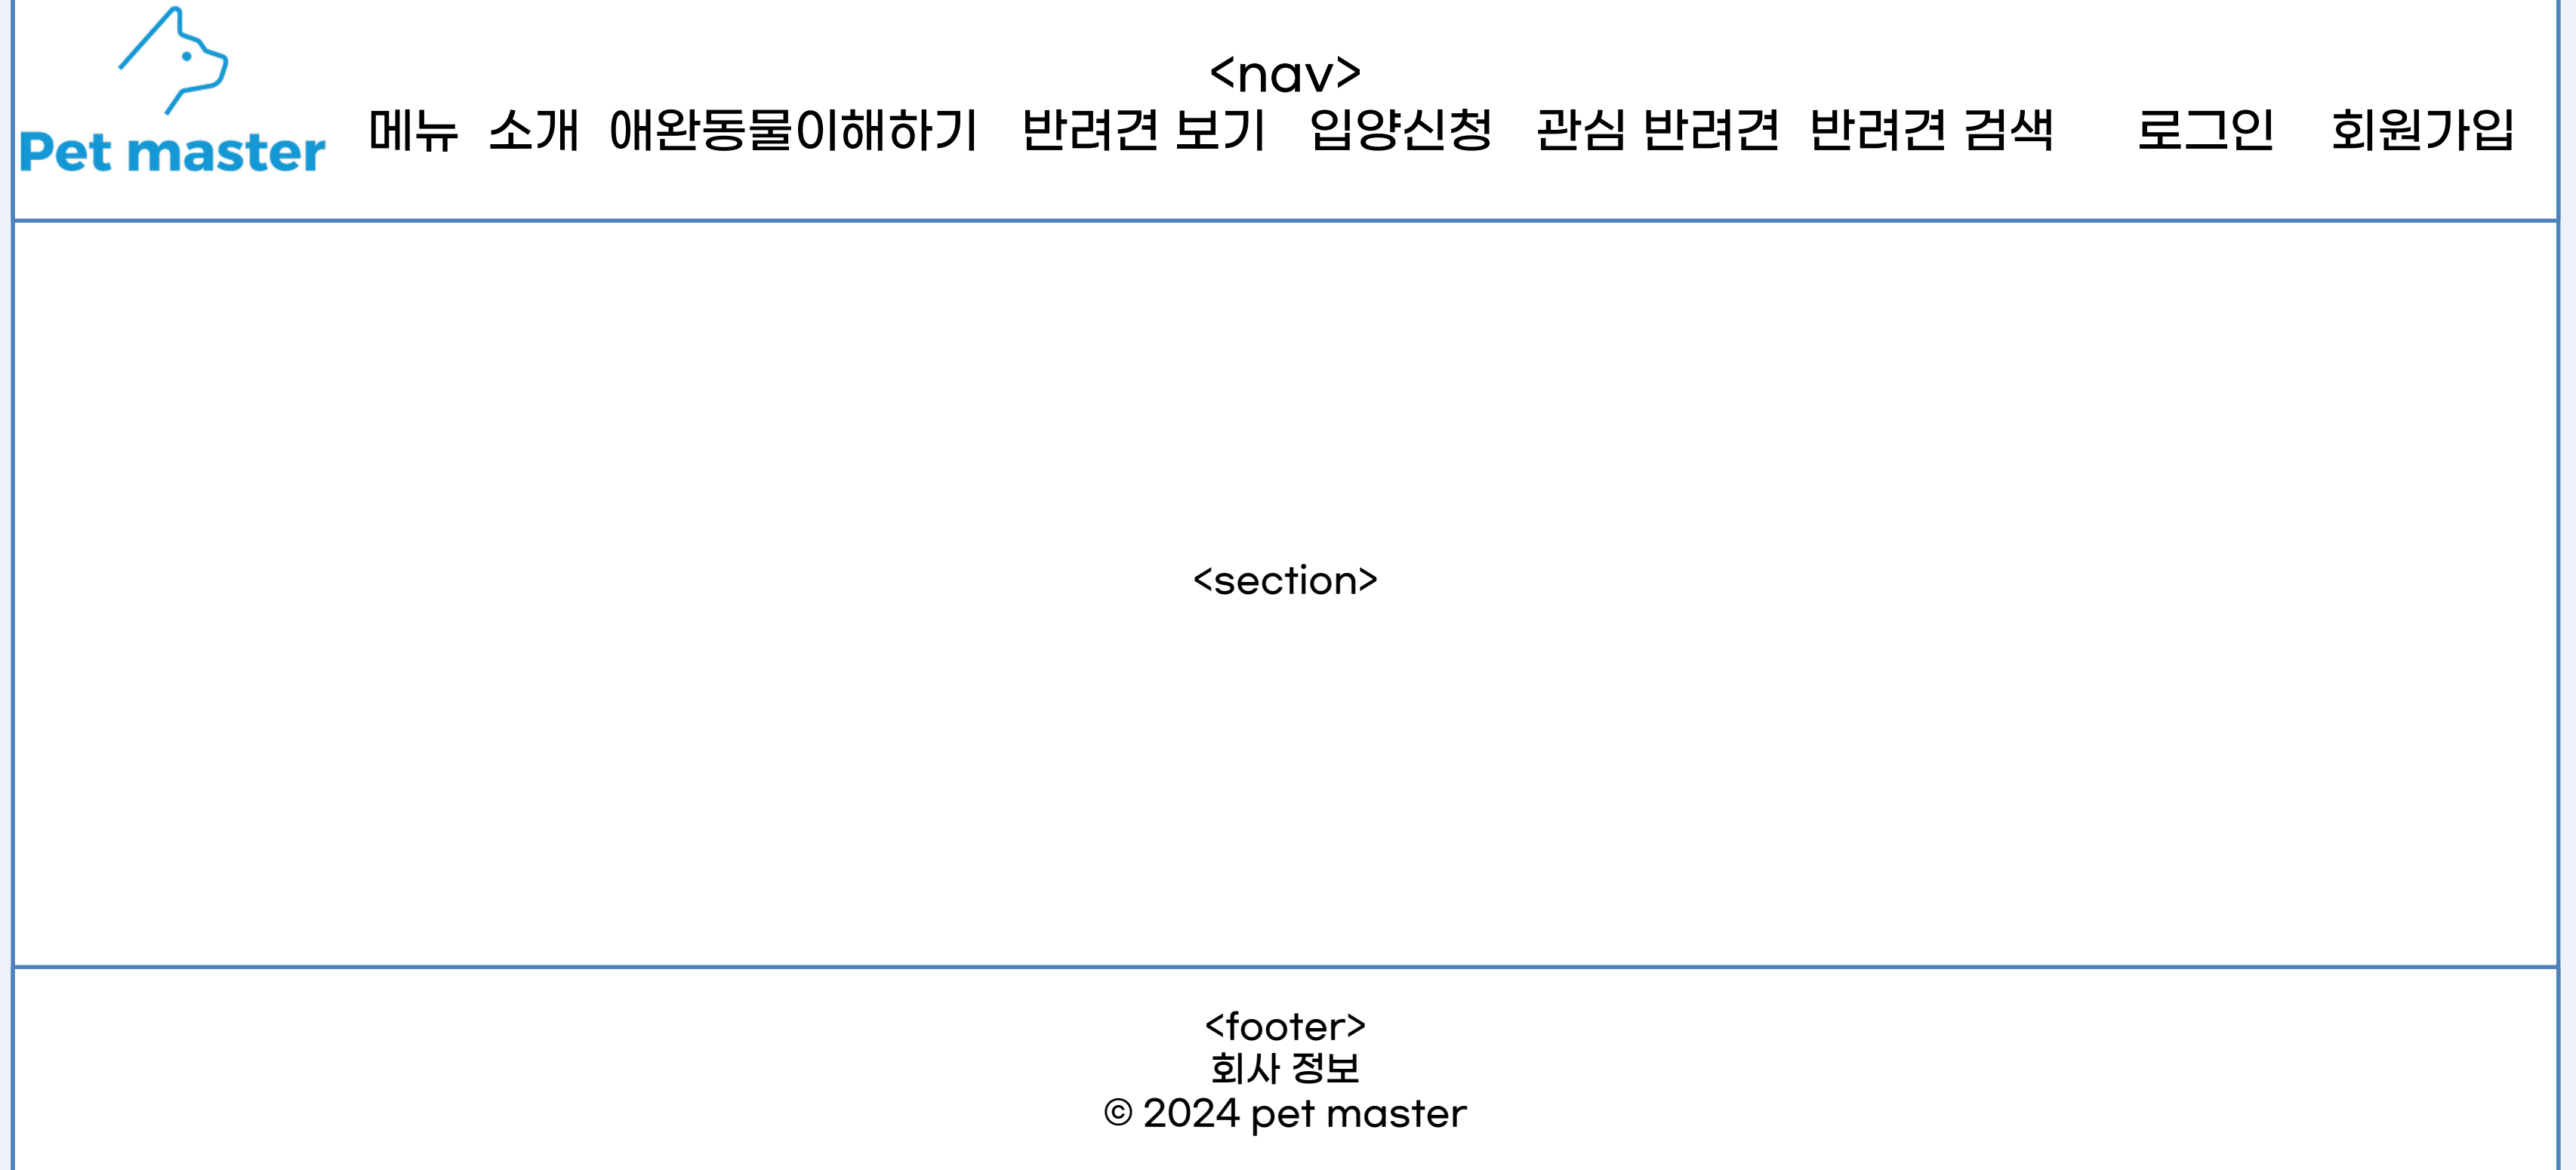 <nav>
Pet master
메뉴 소개 애완동물이해하기 반려견 보기 입양신청 관심 반려견 반려견 검색 로그인 회원가입
<section>
<footer>
회사 정보
© 2024 pet master